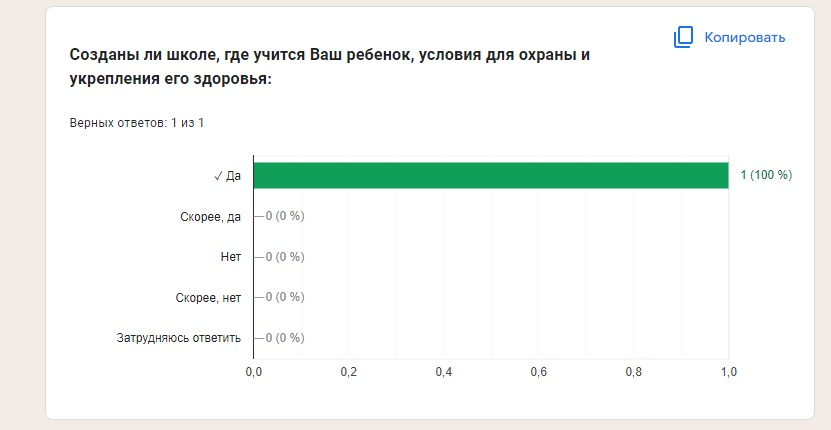 Копировать
Созданы ли школе, где учится Ваш ребенок, условия для охраны и
укрепления его здоровья:
Верных ответов: 1 из 1
✓ Да
1 (100 %)
Скорее, да
0 (0 %)
Нет
0 (0 %)
Скорее, нет
0 (0 %)
Затрудняюсь ответить
0 (0 %)
0,0 0,2 0,4 0,6 0,8 1,0